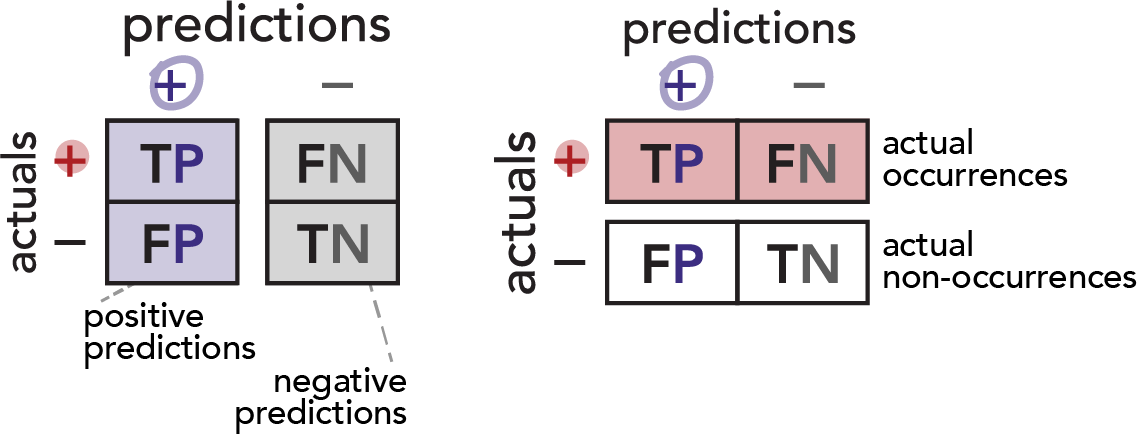 predictions
+ −
actuals
+ TP FN
− FP TN
positive
predictions
negative
predictions
predictions
+ −
actuals
+ TP FN
actual
occurrences
− FP TN
actual
non-occurrences